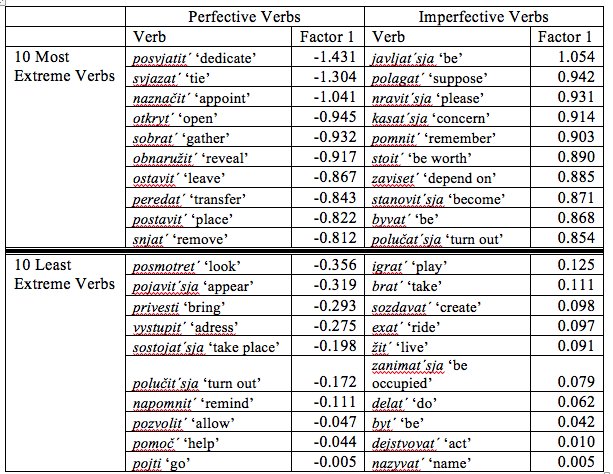 Perfective Verbs Imperfective Verbs
Verb Factor 1 Verb Factor 1
10 Most posvjatit´ ‘dedicate’ -1.431 javljat´sja ‘be’ 1.054
Extreme Verbs svjazat´ ‘tie’ -1.304 polagat´ ‘suppose’ 0.942
naznačit´ ‘appoint’ -1.041 nravit´sja ‘please’ 0.931
otkryt´ ‘open’ -0.945 kasat´sja ‘concern’ 0.914
sobrat´ ‘gather’ -0.932 pomnit´ ‘remember’ 0.903
obnaružit´ ‘reveal’ -0.917 stoit´ ‘be worth’ 0.890
ostavit´ ‘leave’ -0.867 zaviset´ ‘depend on’ 0.885
peredat´ ‘transfer’ -0.843 stanovit´sja ‘become’ 0.871
postavit´ ‘place’ -0.822 byvat´ ‘be’ 0.868
snjat´ ‘remove’ -0.812 polučat´sja ‘turn out’ 0.854
10 Least posmotret´ ‘look’ -0.356 igrat´ ‘play’ 0.125
Extreme Verbs pojavit´sja ‘appear’ -0.319 brat´ ‘take’ 0.111
privesti ‘bring’ -0.293 sozdavat´ ‘create’ 0.098
vystupit´ ‘adress’ -0.275 exat´ ‘ride’ 0.097
sostojat´sja ‘take place’ -0.198 žit´ ‘live’ 0.091
zanimat´sja ‘be
polučit´sja ‘turn out’ -0.172 occupied’ 0.079
napomnit´ ‘remind’ -0.111 delat´ ‘do’ 0.062
pozvolit´ ‘allow’ -0.047 byt´ ‘be’ 0.042
pomoč´ ‘help’ -0.044 dejstvovat´ ‘act’ 0.010
pojti ‘go’ -0.005 nazyvat´ ‘name’ 0.005